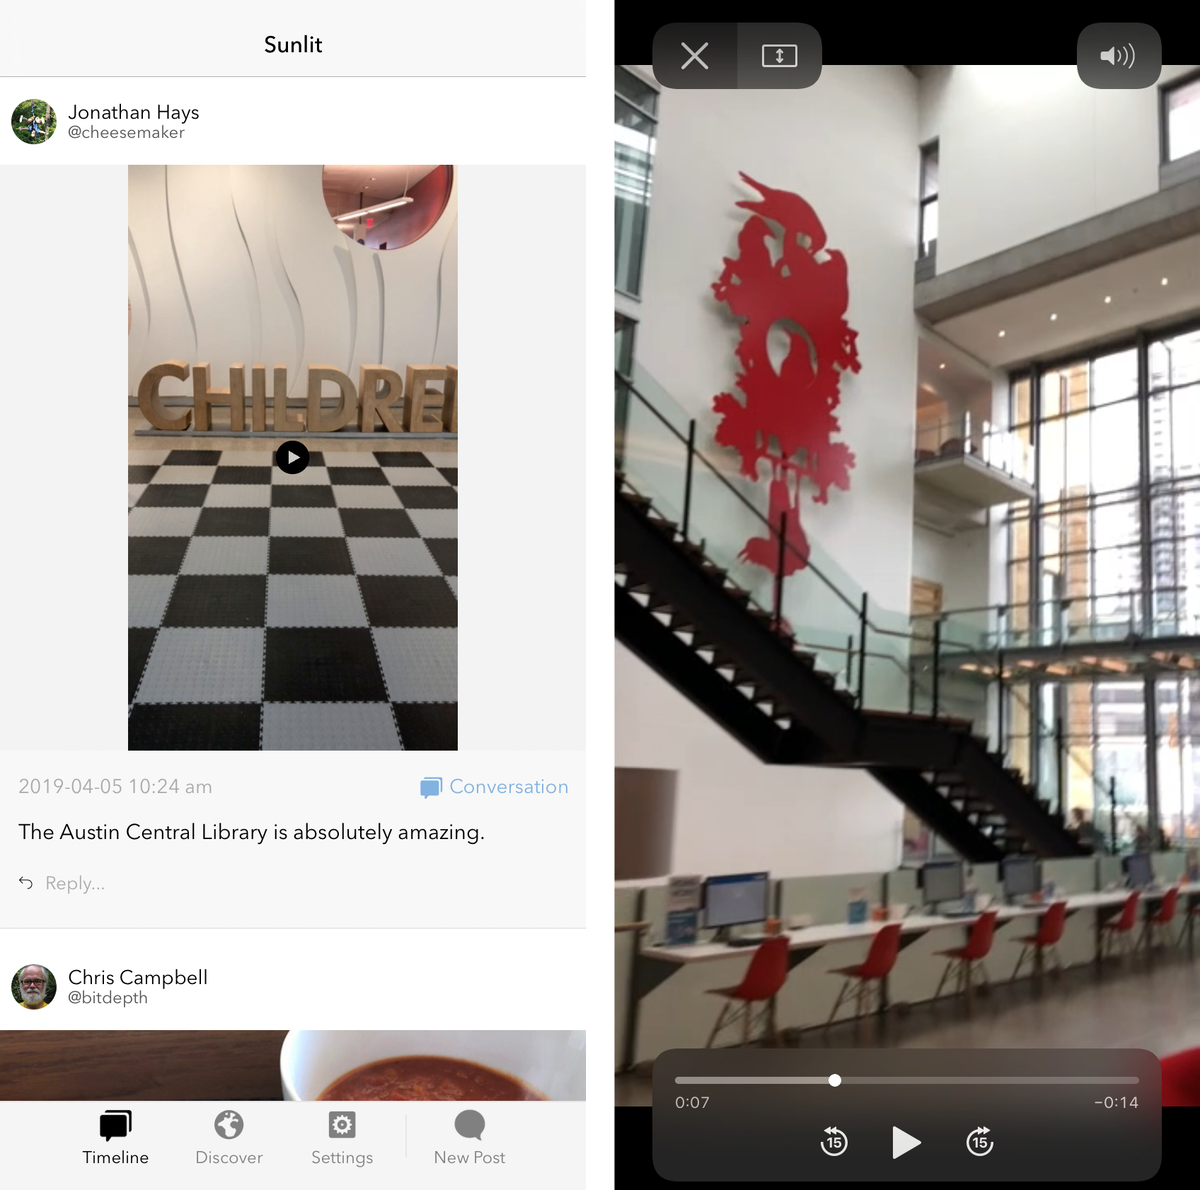 Sunlit
Jonathan Hays
@cheesemaker
CHILDRE
2019-04-05 10:24 am
Conversation
The Austin Central Library is absolutely amazing.
Reply...
Chris Campbell
@bitdepth
Timeline
Discover
Settings
New Post
0:07
-0:14
15
15